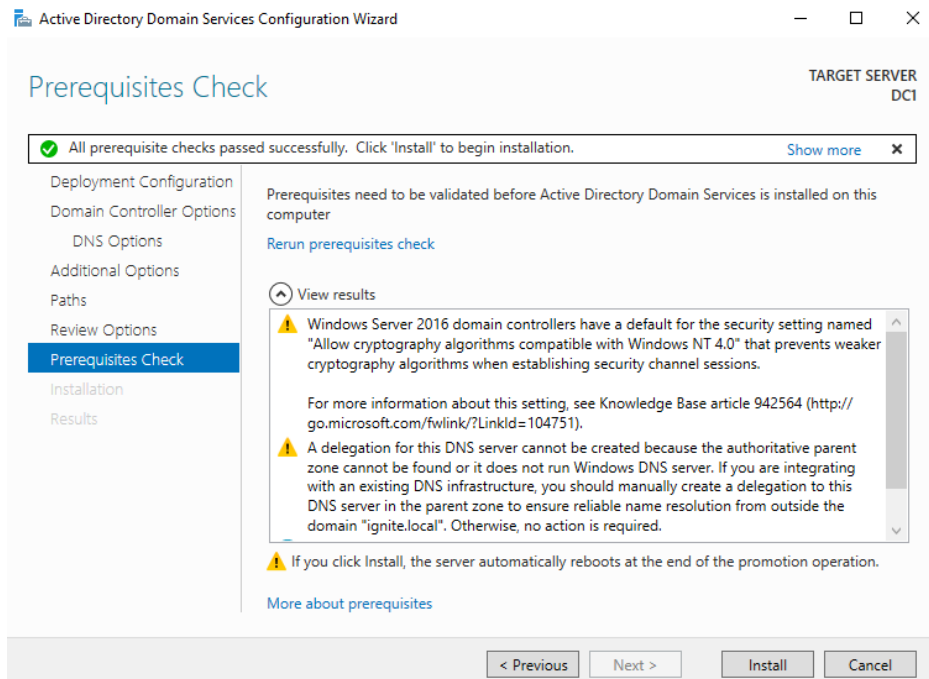 Active Directory Domain Services Configuration Wizard
Prerequisites Check
TARGET SERVER
DC1
All prerequisite checks passed successfully. Click 'Install' to begin installation.
Show more
Deployment Configuration
Domain Controller Options
DNS Options
Additional Options
Paths
Review Options
Prerequisites Check
Installation
Results
Prerequisites need to be validated before Active Directory Domain Services is installed on this
computer
Rerun prerequisites check
View results
Windows Server 2016 domain controllers have a default for the security setting named
"Allow cryptography algorithms compatible with Windows NT 4.0" that prevents weaker
cryptography algorithms when establishing security channel sessions.
For more information about this setting, see Knowledge Base article 942564 (http://
go.microsoft.com/fwlink/?LinkId=104751).
A delegation for this DNS server cannot be created because the authoritative parent
zone cannot be found or it does not run Windows DNS server. If you are integrating
with an existing DNS infrastructure, you should manually create a delegation to this
DNS server in the parent zone to ensure reliable name resolution from outside the
domain "ignite.local". Otherwise, no action is required.
If you click Install, the server automatically reboots at the end of the promotion operation.
More about prerequisites
< Previous
Next >
Install
Cancel